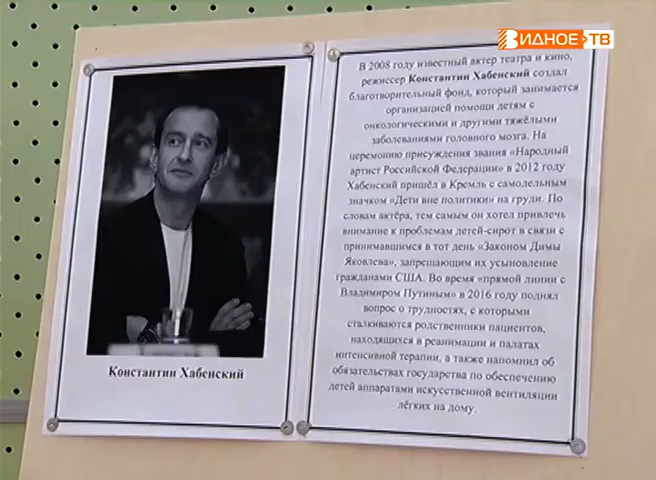 ВИДНОЕ-ТВ
Константин Хабенский
В 2008 году известный актер театра и кино,
режиссер Константин Хабенский создал
благотворительный фонд, который занимается
организацией помощи детям с
онкологическими и другими тяжёлыми
заболеваниями головного мозга. На
церемонию присуждения звания «Народный
артист Российской Федерации» в 2012 году
Хабенский пришёл в Кремль с самодельным
значком «Дети вне политики» на груди. По
словам актёра, тем самым он хотел привлечь
внимание к проблемам детей-сирот в связи с
принимавшимся в тот день «Законом Димы
Яковлева», запрещающим их усыновление
гражданами США. Во время «прямой линии с
Владимиром Путиным» в 2016 году поднял
вопрос о трудностях, с которыми
сталкиваются родственники пациентов,
находящихся в реанимации и палатах
интенсивной терапии, а также напомнил об
обязательствах государства по обеспечению
детей аппаратами искусственной вентиляции
лёгких на дому.